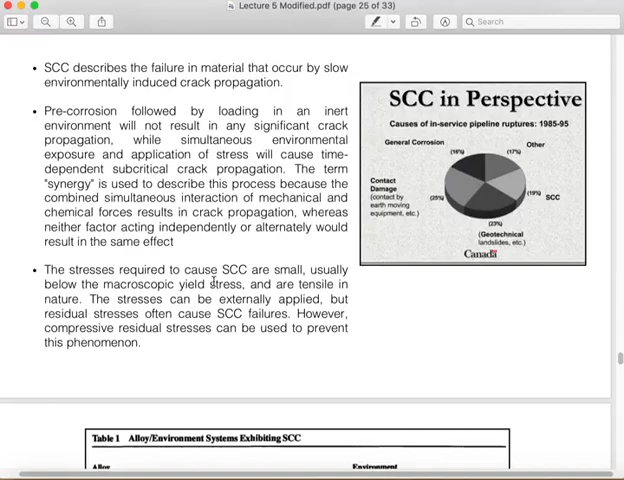 Lecture 5 Modified.pdf (page 25 of 33)
Search
• SCC describes the failure in material that occur by slow
environmentally induced crack propagation.
• Pre-corrosion followed by loading in an inert
environment will not result in any significant crack
propagation, while simultaneous environmental
exposure and application of stress will cause time-
dependent subcritical crack propagation. The term
"synergy" is used to describe this process because the
combined simultaneous interaction of mechanical and
chemical forces results in crack propagation, whereas
neither factor acting independently or alternately would
result in the same effect
• The stresses required to cause SCC are small, usually
below the macroscopic yield stress, and are tensile in
nature. The stresses can be externally applied, but
residual stresses often cause SCC failures. However,
compressive residual stresses can be used to prevent
this phenomenon.
SCC in Perspective
Causes of in-service pipeline ruptures: 1985-95
General Corrosion
(16%)
Other
(17%)
Contact
Damage
(contact by
earth moving
equipment, etc.)
(25%)
(19%) SCC
(23%)
(Geotechnical
landslides, etc.)
Canada
Table 1 Alloy/Environment Systems Exhibiting SCC
Alloy Environment